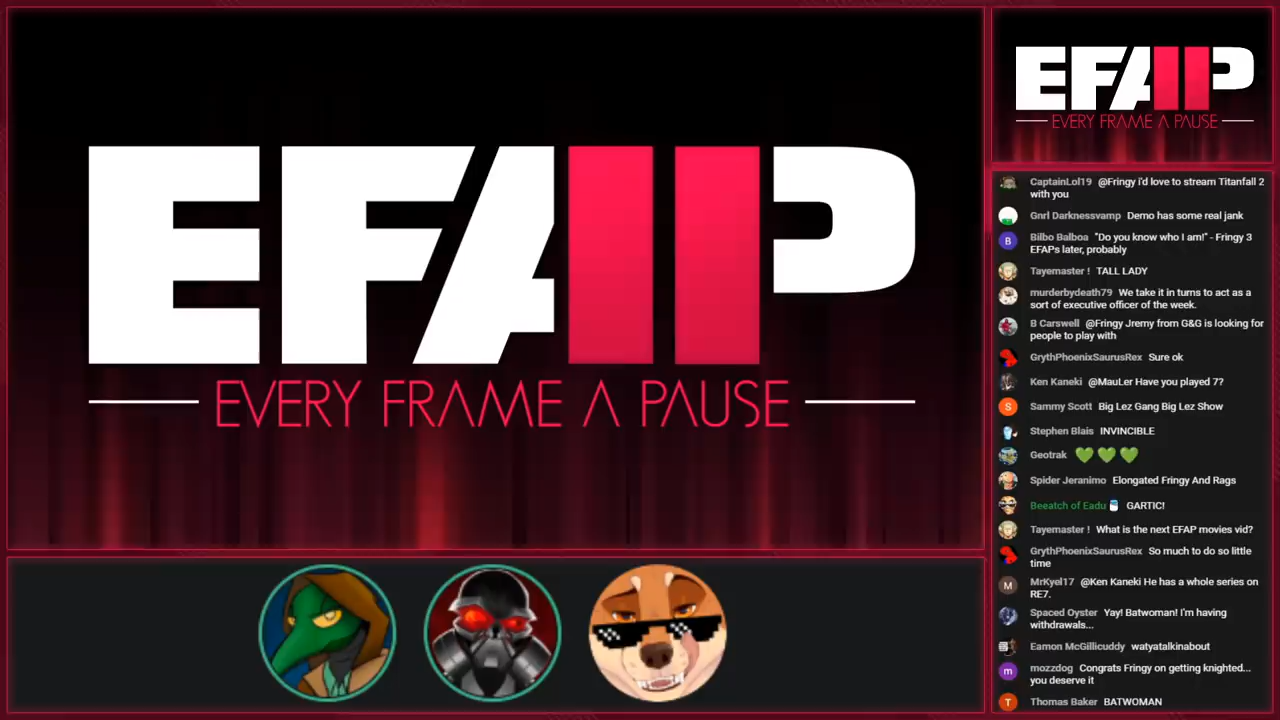 EFAP
EVERY FRAME A PAUSE
EFAP
EVERY FRAME A PAUSE
CaptainLol19 @Fringy i'd love to stream Titanfall 2
with you
Gnrl Darknessvamp Demo has some real jank
B
Bilbo Balboa "Do you know who I am!" - Fringy 3
EFAPs later, probably
Tayemaster ! TALL LADY
murderbydeath79 We take it in turns to act as a
sort of executive officer of the week.
B Carswell @Fringy Jremy from G&G is looking for
people to play with
GrythPhoenixSaurusRex Sure ok
Ken Kaneki @MauLer Have you played 7?
S
Sammy Scott Big Lez Gang Big Lez Show
Stephen Blais INVINCIBLE
Geotrak 💚💚💚
Spider Jeranimo Elongated Fringy And Rags
Beeatch of Eadu GARTIC!
Tayemaster ! What is the next EFAP movies vid?
GrythPhoenixSaurusRex So much to do so little
time
M
MrKyel17 @Ken Kaneki He has a whole series on
RE7.
Spaced Oyster Yay! Batwoman! I'm having
withdrawals...
Eamon McGillicuddy watyatalkinabout
m
mozzdog Congrats Fringy on getting knighted...
you deserve it
T
Thomas Baker BATWOMAN